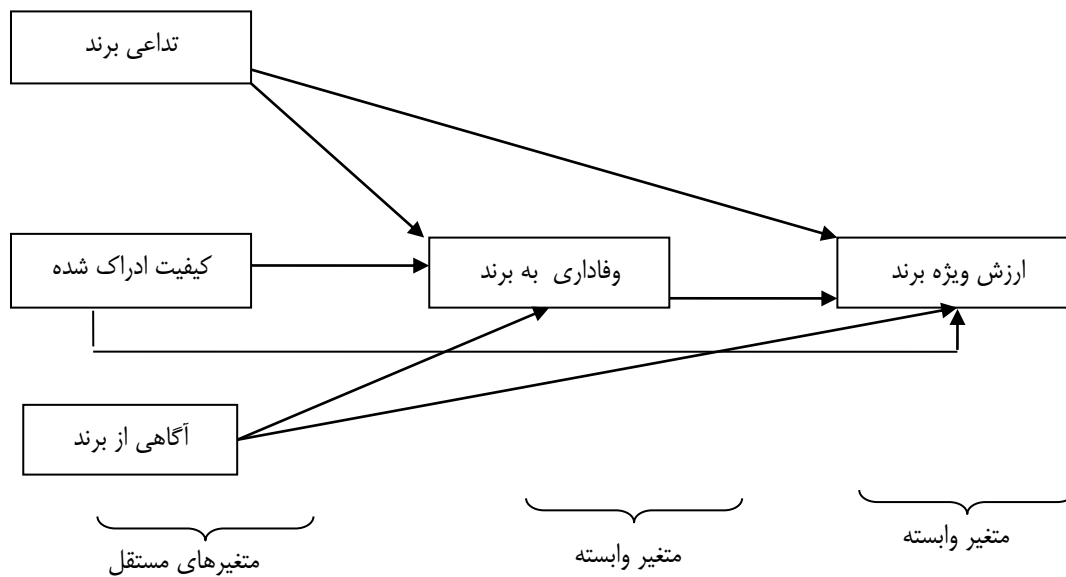 تداعی برند
کیفیت ادراک شده
وفاداری به برند
ارزش ویژه برند
آگاهی از برند
متغیرهای مستقل
متغیر وابسته
متغیر وابسته